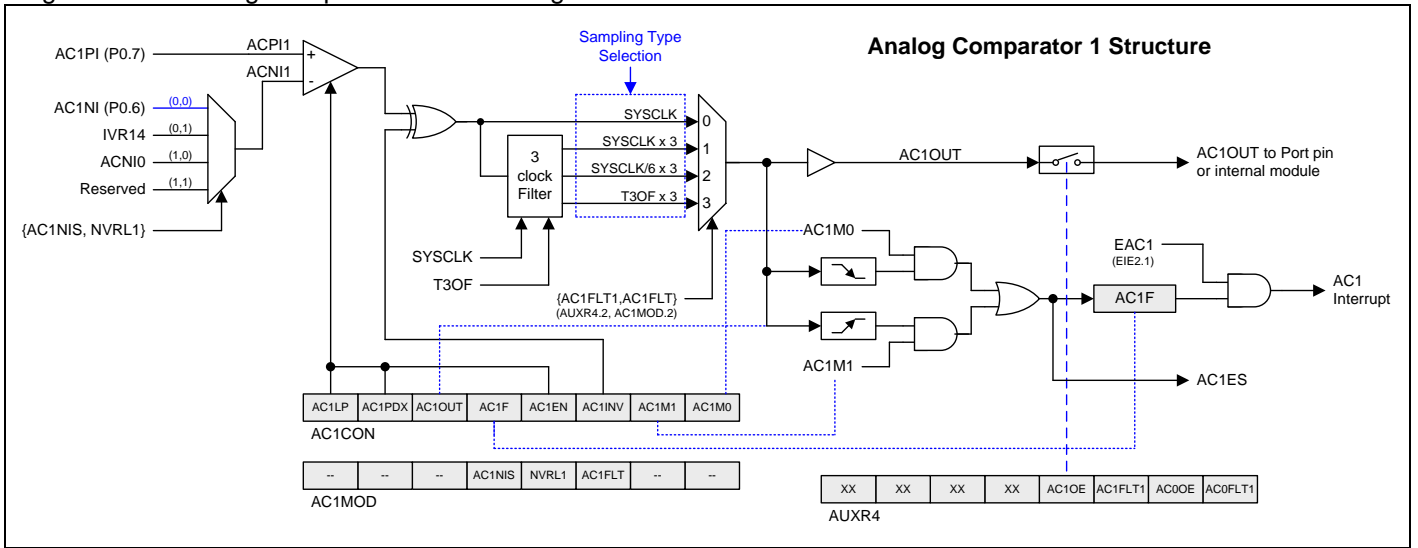 Analog Comparator 1 Structure
Sampling Type
Selection
AC1PI (P0.7)
ACPI1
+
ACNI1
-
AC1NI (P0.6)
(0,0)
IVR14
(0,1)
ACNI0
(1,0)
Reserved
(1,1)
{AC1NIS, NVRL1}
3
clock
Filter
SYSCLK
0
SYSCLK x 3
1
SYSCLK/6 x 3
2
T3OF x 3
3
SYSCLK
T3OF
{AC1FLT1,AC1FLT}
(AUXR4.2, AC1MOD.2)
AC1OUT
AC1OUT to Port pin
or internal module
AC1M0
AC1M1
EAC1
(EIE2.1)
AC1F
AC1
Interrupt
AC1ES
AC1LP AC1PDX AC1OUT AC1F AC1EN AC1INV AC1M1 AC1M0
AC1CON
-- -- -- AC1NIS NVRL1 AC1FLT -- --
AC1MOD
XX XX XX XX AC1OE AC1FLT1 AC0OE AC0FLT1
AUXR4